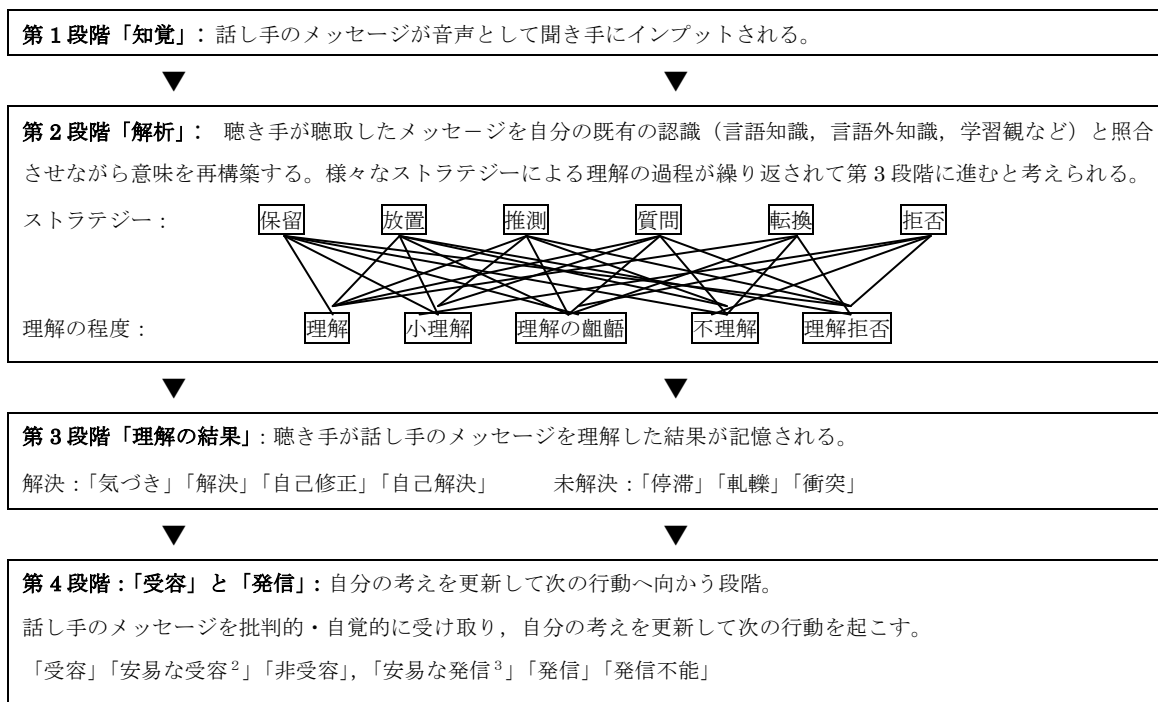 第1段階「知覚」：話し手のメッセージが音声として聞き手にインプットされる。
▼ ▼
第2段階「解析」： 聴き手が聴取したメッセージを自分の既有の認識（言語知識，言語外知識，学習観など）と照合
させながら意味を再構築する。様々なストラテジーによる理解の過程が繰り返されて第3段階に進むと考えられる。
ストラテジー： 保留 放置 推測 質問 転換 拒否
理解の程度： 理解 小理解 理解の齟齬 不理解 理解拒否
▼ ▼
第3段階「理解の結果」：聴き手が話し手のメッセージを理解した結果が記憶される。
解決：「気づき」「解決」「自己修正」「自己解決」 未解決：「停滞」「軋轢」「衝突」
▼ ▼
第4段階：「受容」と「発信」：自分の考えを更新して次の行動へ向かう段階。
話し手のメッセージを批判的・自覚的に受け取り，自分の考えを更新して次の行動を起こす。
「受容」「安易な受容²」「非受容」，「安易な発信³」「発信」「発信不能」